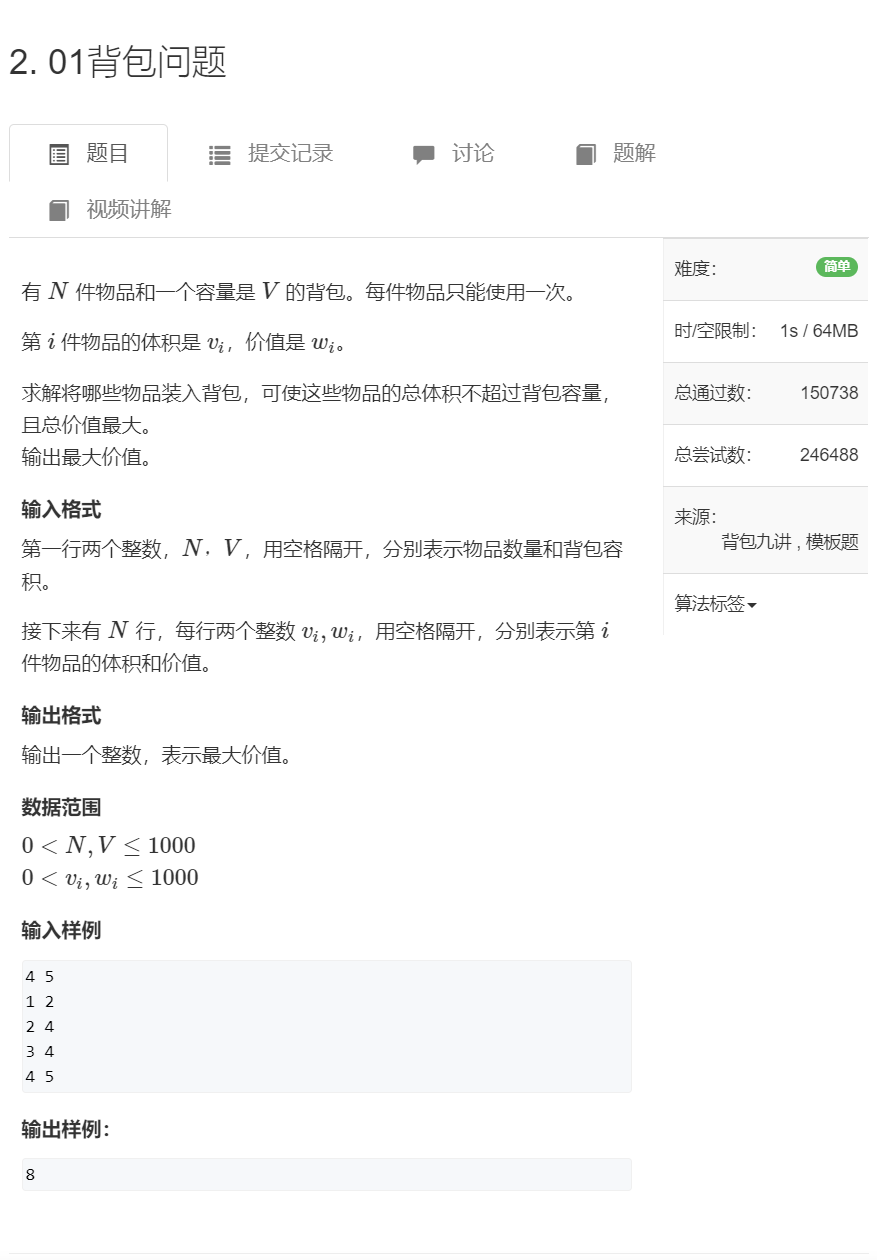 2. 01背包问题
题目
提交记录
讨论
题解
视频讲解
有 N 件物品和一个容量是 V 的背包。每件物品只能使用一次。
第 i 件物品的体积是 vi，价值是 wi。
求解将哪些物品装入背包，可使这些物品的总体积不超过背包容量，
且总价值最大。
输出最大价值。
输入格式
第一行两个整数，N，V，用空格隔开，分别表示物品数量和背包容
积。
接下来有 N 行，每行两个整数 vi, wi，用空格隔开，分别表示第 i
件物品的体积和价值。
输出格式
输出一个整数，表示最大价值。
数据范围
0 < N, V ≤ 1000
0 < vi, wi ≤ 1000
输入样例
4 5
1 2
2 4
3 4
4 5
输出样例：
8
难度： 简单
时/空限制： 1s / 64MB
总通过数： 150738
总尝试数： 246488
来源：
背包九讲 , 模板题
算法标签